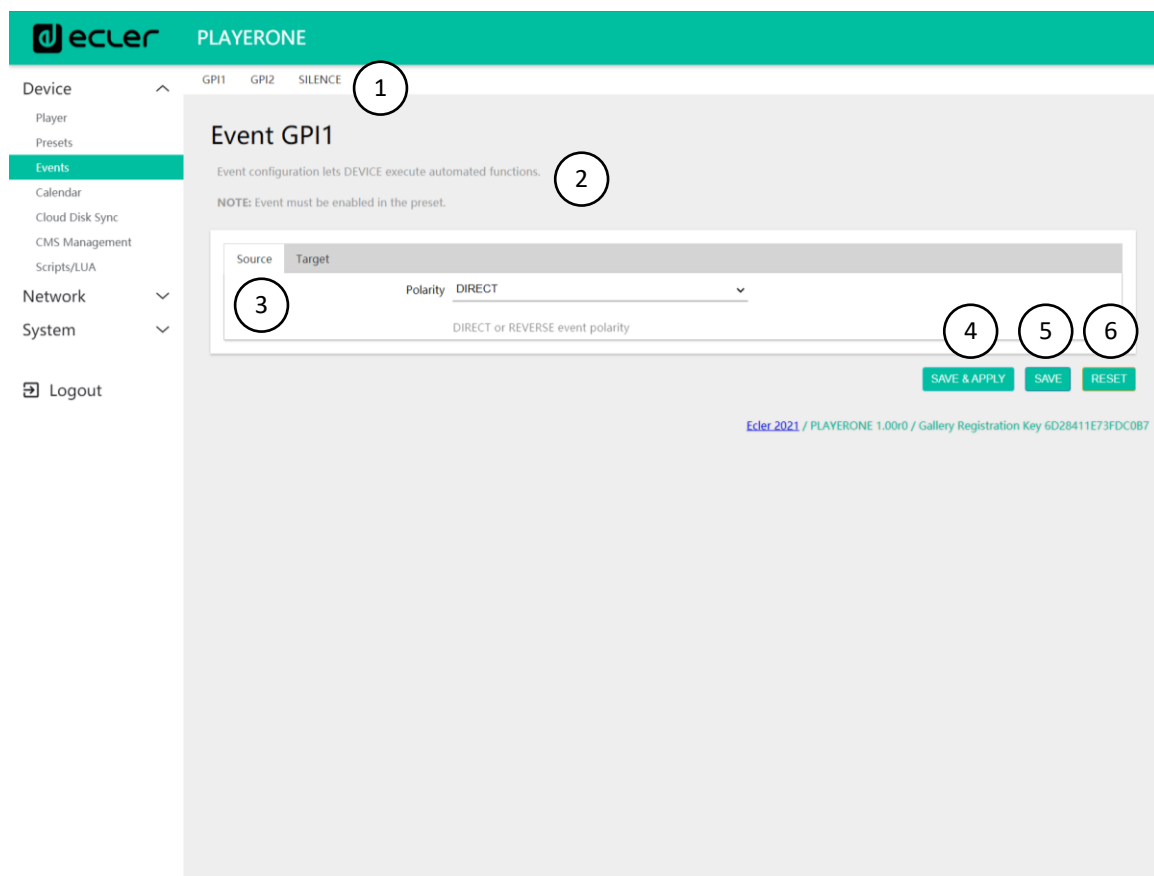 ecler
PLAYERONE
GPI1 GPI2 SILENCE
1
Device
Player
Presets
Events
Calendar
Cloud Disk Sync
CMS Management
Scripts/LUA
Network
System
Logout
Event GPI1
Event configuration lets DEVICE execute automated functions.
2
NOTE: Event must be enabled in the preset.
Source Target
3
Polarity DIRECT
DIRECT or REVERSE event polarity
4 5 6
SAVE & APPLY SAVE RESET
Ecler 2021 / PLAYERONE 1.00r0 / Gallery Registration Key 6D28411E73FDC0B7